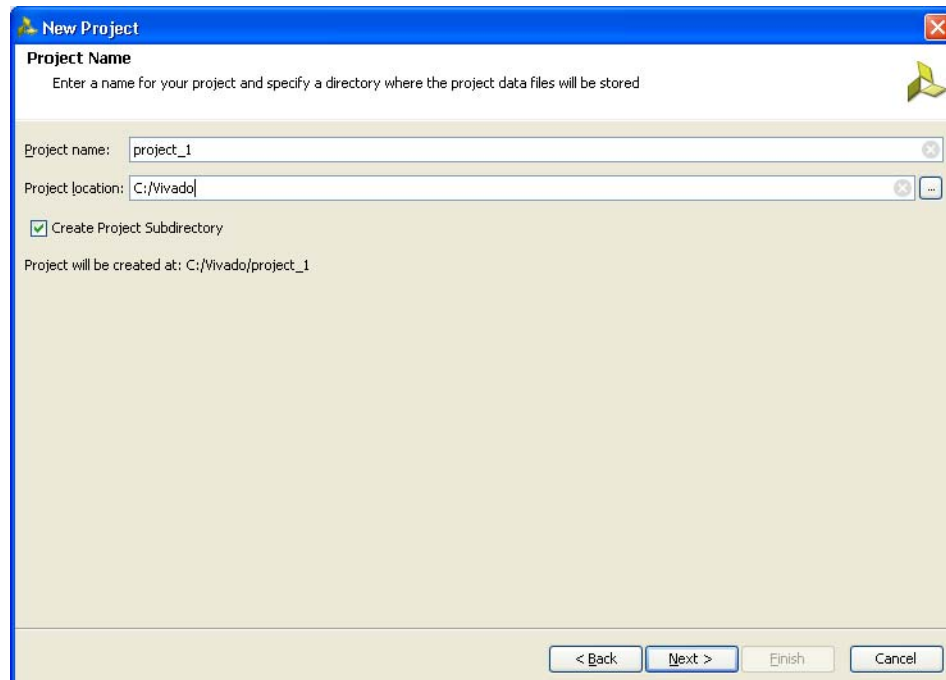 New Project
Project Name
Enter a name for your project and specify a directory where the project data files will be stored
Project name: project_1
Project location: C:/Vivado
...
Create Project Subdirectory
Project will be created at: C:/Vivado/project_1
< Back Next > Finish Cancel